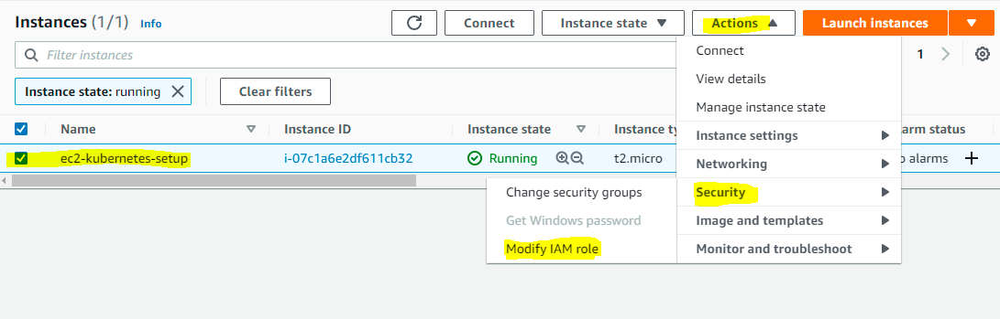 Instances (1/1) Info Connect Instance state Actions Launch instances
Filter instances 1
Connect
View details
Instance state: running Clear filters
Manage instance state
Name Instance ID Instance state Instance ty Instance settings arm status
ec2-kubernetes-setup i-07c1a6e2df611cb32 Running t2.micro Networking o alarms
Change security groups Security
Get Windows password Image and templates
Modify IAM role Monitor and troubleshoot